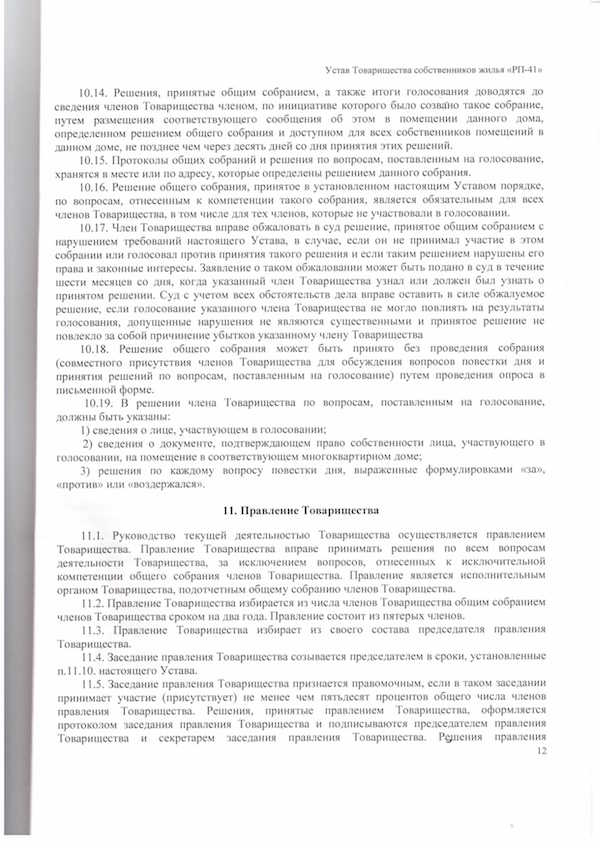 Устав Товарищества собственников жилья «РП-41»
10.14. Решения, принятые общим собранием, а также итоги голосования доводятся до
сведения членов Товарищества членом, по инициативе которого было созвано такое собрание,
путем размещения соответствующего сообщения об этом в помещении данного дома,
определенном решением общего собрания и доступном для всех собственников помещений в
данном доме, не позднее чем через десять дней со дня принятия этих решений.
10.15. Протоколы общих собраний и решения по вопросам, поставленным на голосование,
хранятся в месте или по адресу, которые определены решением данного собрания.
10.16. Решение общего собрания, принятое в установленном настоящим Уставом порядке,
по вопросам, отнесенным к компетенции такого собрания, является обязательным для всех
членов Товарищества, в том числе для тех членов, которые не участвовали в голосовании.
10.17. Член Товарищества вправе обжаловать в суд решение, принятое общим собранием с
нарушением требований настоящего Устава, в случае, если он не принимал участие в этом
собрании или голосовал против принятия такого решения и если таким решением нарушены его
права и законные интересы. Заявление о таком обжаловании может быть подано в суд в течение
шести месяцев со дня, когда указанный член Товарищества узнал или должен был узнать о
принятом решении. Суд с учетом всех обстоятельств дела вправе оставить в силе обжалуемое
решение, если голосование указанного члена Товарищества не могло повлиять на результаты
голосования, допущенные нарушения не являются существенными и принятое решение не
повлекло за собой причинение убытков указанному члену Товарищества
10.18. Решение общего собрания может быть принято без проведения собрания
(совместного присутствия членов Товарищества для обсуждения вопросов повестки дня и
принятия решений по вопросам, поставленным на голосование) путем проведения опроса в
письменной форме.
10.19. В решении члена Товарищества по вопросам, поставленным на голосование,
должны быть указаны:
1) сведения о лице, участвующем в голосовании;
2) сведения о документе, подтверждающем право собственности лица, участвующего в
голосовании, на помещение в соответствующем многоквартирном доме;
3) решения по каждому вопросу повестки дня, выраженные формулировками «за»,
«против» или «воздержался».
11. Правление Товарищества
11.1. Руководство текущей деятельностью Товарищества осуществляется правлением
Товарищества. Правление Товарищества вправе принимать решения по всем вопросам
деятельности Товарищества, за исключением вопросов, отнесенных к исключительной
компетенции общего собрания членов Товарищества. Правление является исполнительным
органом Товарищества, подотчетным общему собранию членов Товарищества.
11.2. Правление Товарищества избирается из числа членов Товарищества общим собранием
членов Товарищества сроком на два года. Правление состоит из пятерых членов.
11.3. Правление Товарищества избирает из своего состава председателя правления
Товарищества.
11.4. Заседание правления Товарищества созывается председателем в сроки, установленные
п.11.10. настоящего Устава.
11.5. Заседание правления Товарищества признается правомочным, если в таком заседании
принимает участие (присутствует) не менее чем пятьдесят процентов общего числа членов
правления Товарищества. Решения, принятые правлением Товарищества, оформляется
протоколом заседания правления Товарищества и подписываются председателем правления
Товарищества и секретарем заседания правления Товарищества. Решения правления
12